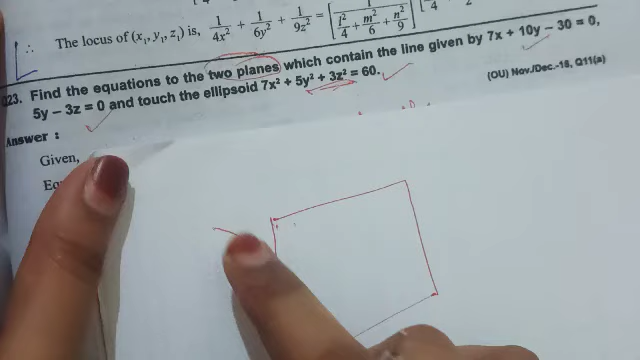 ∴ The locus of (x₁, y₁, z₁) is, 1/4x² + 1/6y² + 1/9z² = [1/(l²/4 + m²/6 + n²/9)] [
Q23. Find the equations to the two planes which contain the line given by 7x + 10y – 30 = 0,
5y – 3z = 0 and touch the ellipsoid 7x² + 5y² + 3z² = 60.
(OU) Nov./Dec.-18, Q11(a)
Answer :
Given,